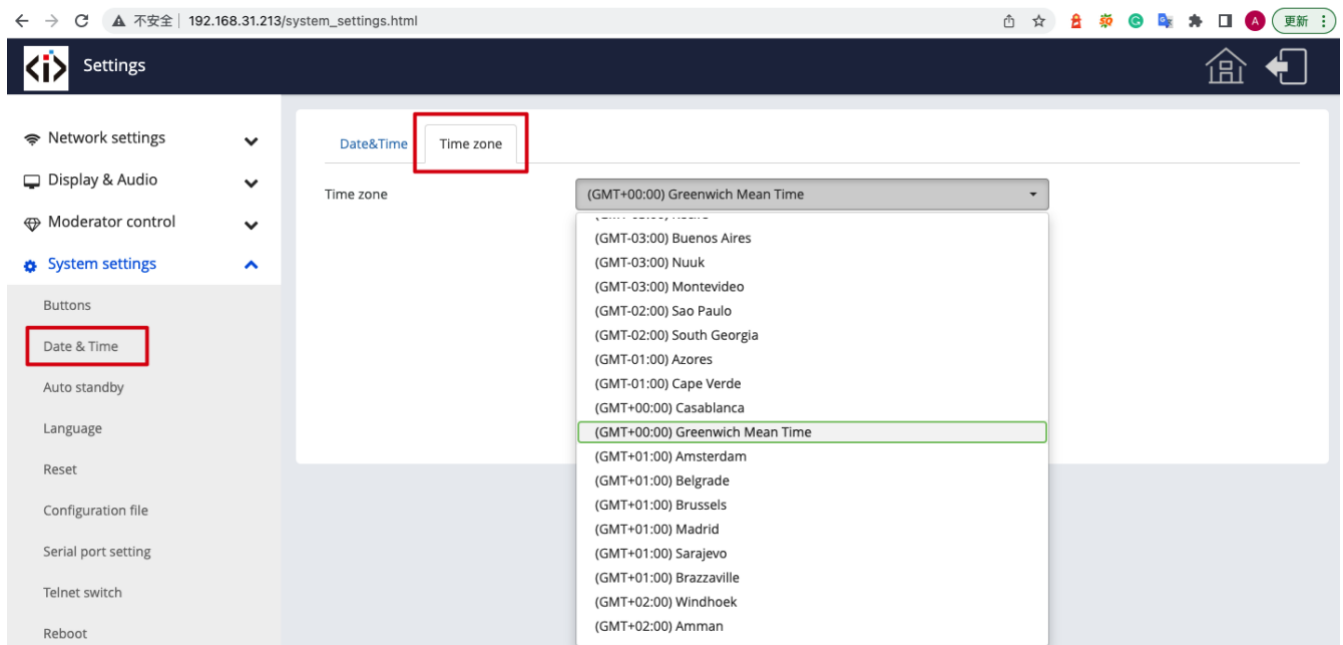 不安全 192.168.31.213/system_settings.html
A 更新
<i> Settings
Network settings
Display & Audio
Moderator control
System settings
Buttons
Date & Time
Auto standby
Language
Reset
Configuration file
Serial port setting
Telnet switch
Reboot
Date&Time Time zone
Time zone (GMT+00:00) Greenwich Mean Time
(GMT-03:00) Buenos Aires
(GMT-03:00) Nuuk
(GMT-03:00) Montevideo
(GMT-02:00) Sao Paulo
(GMT-02:00) South Georgia
(GMT-01:00) Azores
(GMT-01:00) Cape Verde
(GMT+00:00) Casablanca
(GMT+00:00) Greenwich Mean Time
(GMT+01:00) Amsterdam
(GMT+01:00) Belgrade
(GMT+01:00) Brussels
(GMT+01:00) Madrid
(GMT+01:00) Sarajevo
(GMT+01:00) Brazzaville
(GMT+02:00) Windhoek
(GMT+02:00) Amman